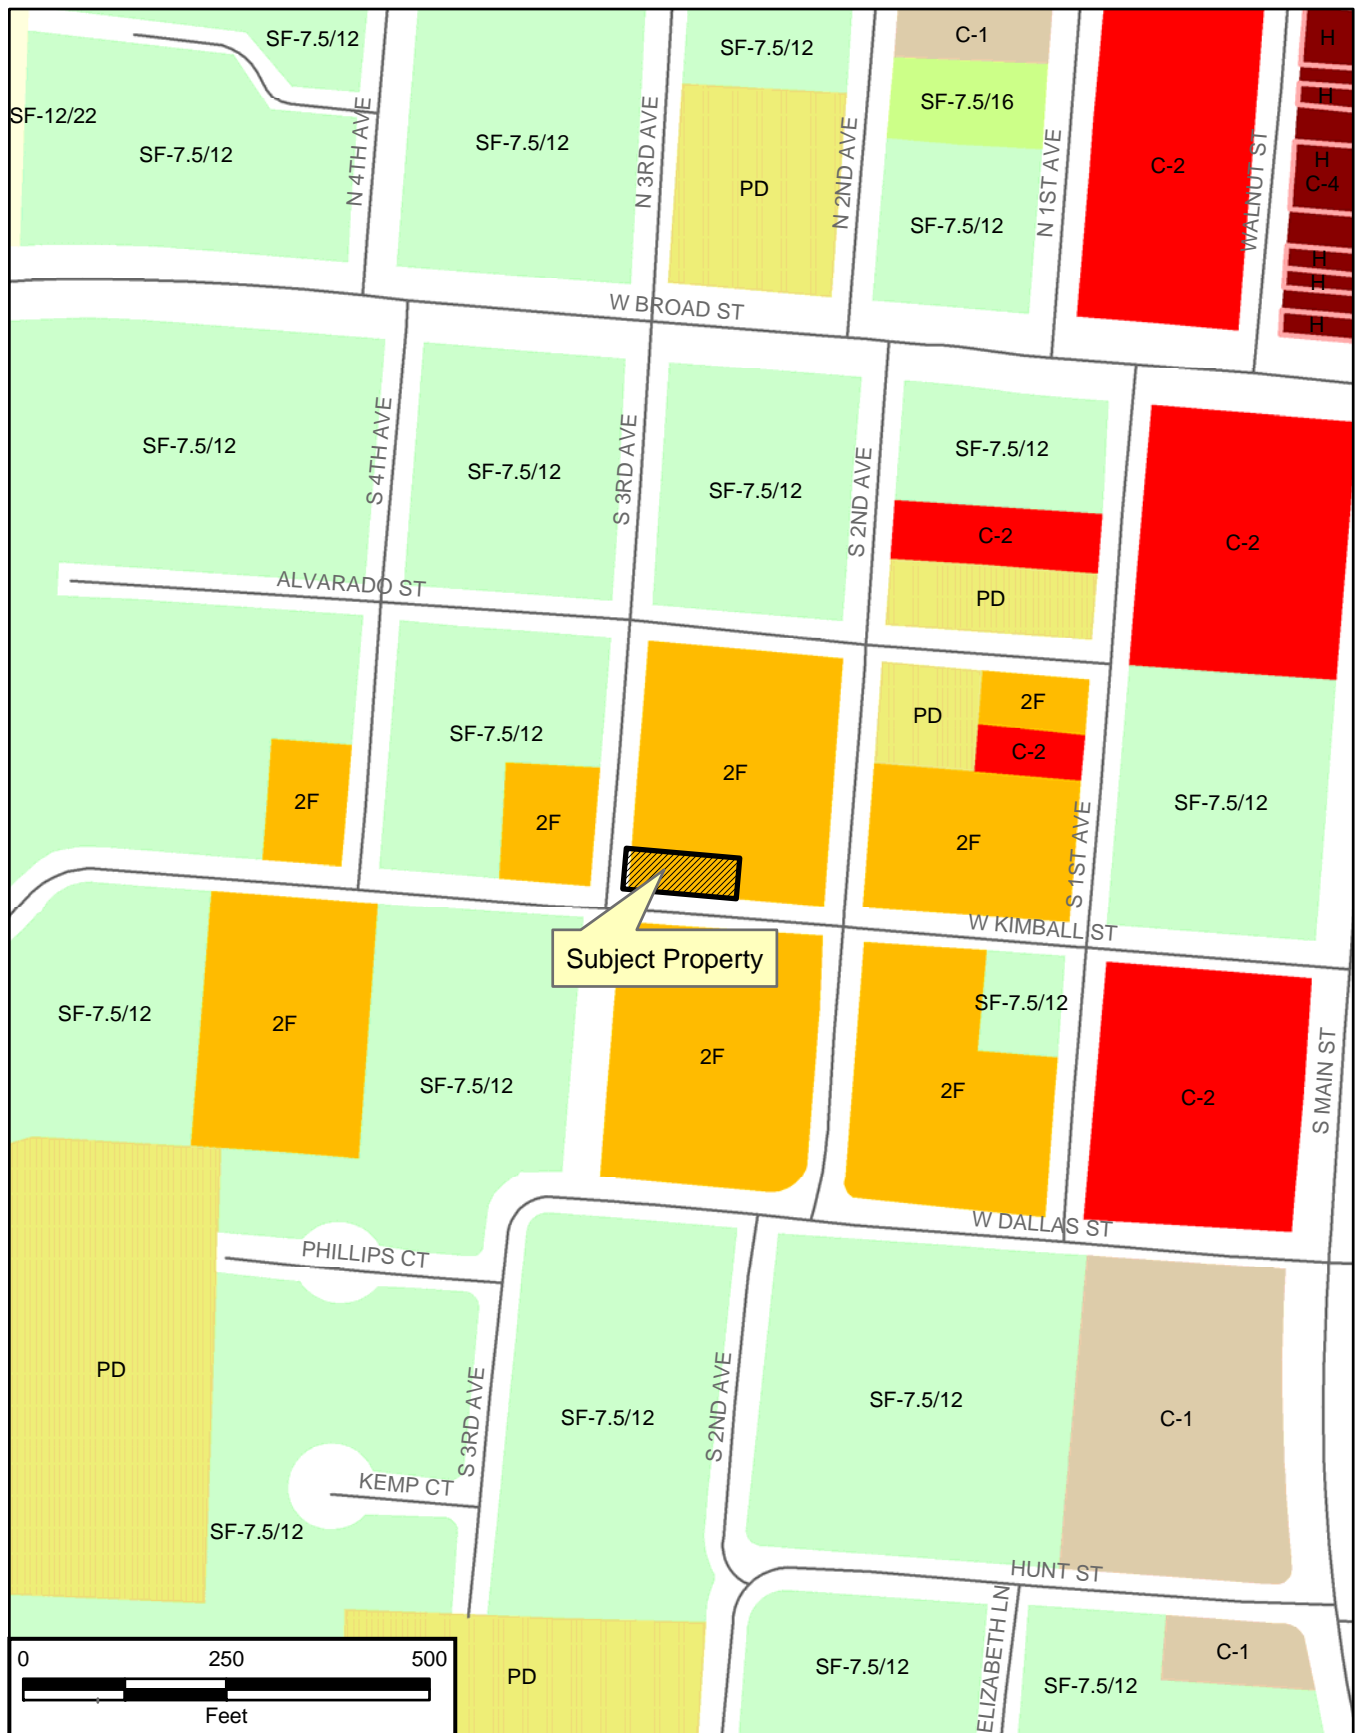 SF-7.5/12
SF-7.5/12
C-1
H
SF-12/22
SF-7.5/12
N 4TH AVE
SF-7.5/12
N 3RD AVE
PD
N 2ND AVE
SF-7.5/16
SF-7.5/12
N 1ST AVE
C-2
WALNUT ST
H
H
C-4
H
H
H
W BROAD ST
SF-7.5/12
S 4TH AVE
SF-7.5/12
S 3RD AVE
SF-7.5/12
S 2ND AVE
SF-7.5/12
C-2
PD
C-2
ALVARADO ST
SF-7.5/12
2F
2F
2F
PD
2F
C-2
2F
S 1ST AVE
SF-7.5/12
W KIMBALL ST
Subject Property
SF-7.5/12
2F
SF-7.5/12
2F
SF-7.5/12
2F
C-2
S MAIN ST
W DALLAS ST
PHILLIPS CT
PD
S 3RD AVE
SF-7.5/12
S 2ND AVE
SF-7.5/12
C-1
KEMP CT
SF-7.5/12
HUNT ST
ELIZABETH LN
SF-7.5/12
SF-7.5/12
C-1
PD
0 250 500
Feet